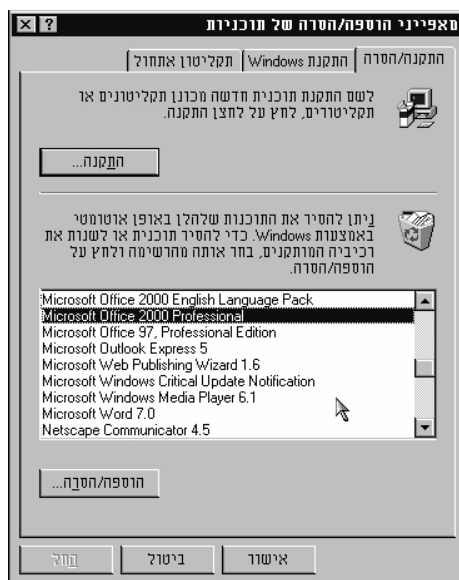 מאפייני הוספה/הסרה של תוכניות
התקנה/הסרה
התקנת Windows
תקליטון אתחול
לשם התקנת תוכנית חדשה מכונן תקליטונים או
תקליטורים, לחץ על לחצן התקנה.
התקנה...
ניתן להסיר את התוכנות שלהלן באופן אוטומטי
באמצעות Windows. כדי להסיר תוכנית או לשנות את
רכיביה המותקנים, בחר אותה מהרשימה ולחץ על
הוספה/הסרה.
Microsoft Office 2000 English Language Pack
Microsoft Office 2000 Professional
Microsoft Office 97, Professional Edition
Microsoft Outlook Express 5
Microsoft Web Publishing Wizard 1.6
Microsoft Windows Critical Update Notification
Microsoft Windows Media Player 6.1
Microsoft Word 7.0
Netscape Communicator 4.5
הוספה/הסרה...
אישור
ביטול
החל